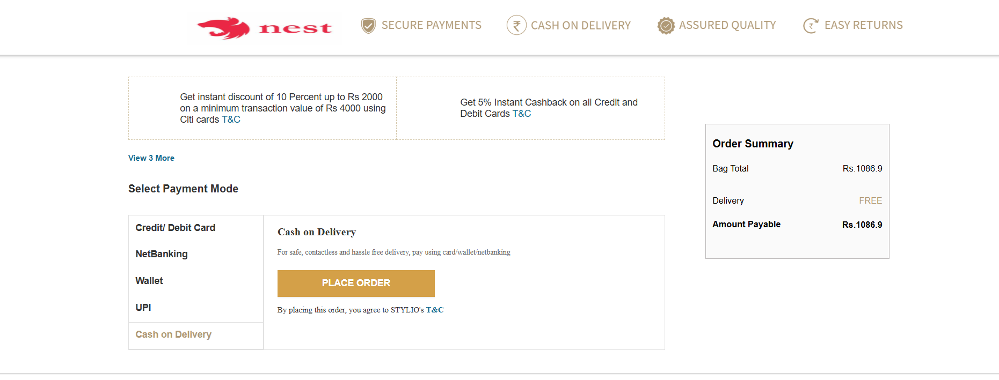 nest
SECURE PAYMENTS
₹ CASH ON DELIVERY
ASSURED QUALITY
₹ EASY RETURNS
Get instant discount of 10 Percent up to Rs 2000
on a minimum transaction value of Rs 4000 using
Citi cards T&C
Get 5% Instant Cashback on all Credit and
Debit Cards T&C
View 3 More
Select Payment Mode
Credit/ Debit Card
NetBanking
Wallet
UPI
Cash on Delivery
Cash on Delivery
For safe, contactless and hassle free delivery, pay using card/wallet/netbanking
PLACE ORDER
By placing this order, you agree to STYLIO's T&C
Order Summary
Bag Total Rs.1086.9
Delivery FREE
Amount Payable Rs.1086.9